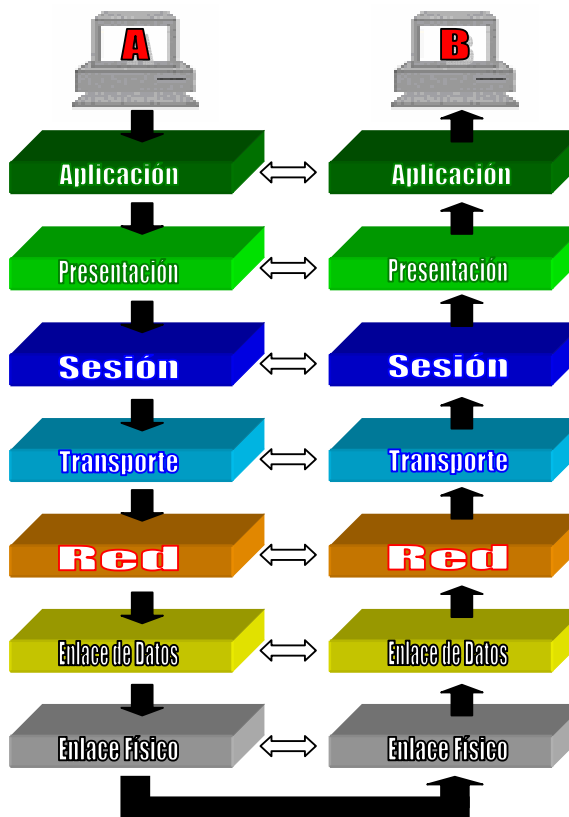 A B
Aplicación Aplicación
Presentación Presentación
Sesión Sesión
Transporte Transporte
Red Red
Enlace de Datos Enlace de Datos
Enlace Físico Enlace Físico